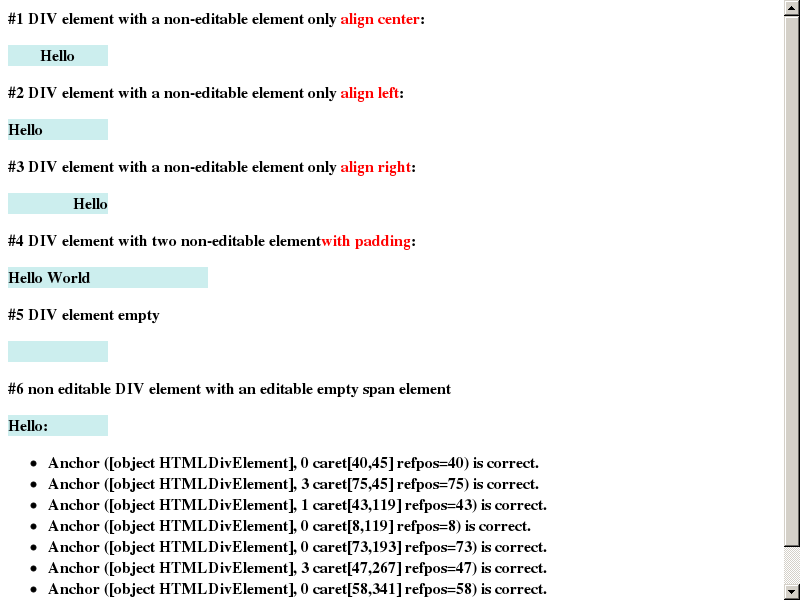 #1 DIV element with a non-editable element only align center:
Hello
#2 DIV element with a non-editable element only align left:
Hello
#3 DIV element with a non-editable element only align right:
Hello
#4 DIV element with two non-editable elementwith padding:
Hello World
#5 DIV element empty
#6 non editable DIV element with an editable empty span element
Hello:
• Anchor ([object HTMLDivElement], 0 caret[40,45] refpos=40) is correct.
• Anchor ([object HTMLDivElement], 3 caret[75,45] refpos=75) is correct.
• Anchor ([object HTMLDivElement], 1 caret[43,119] refpos=43) is correct.
• Anchor ([object HTMLDivElement], 0 caret[8,119] refpos=8) is correct.
• Anchor ([object HTMLDivElement], 0 caret[73,193] refpos=73) is correct.
• Anchor ([object HTMLDivElement], 3 caret[47,267] refpos=47) is correct.
• Anchor ([object HTMLDivElement], 0 caret[58,341] refpos=58) is correct.